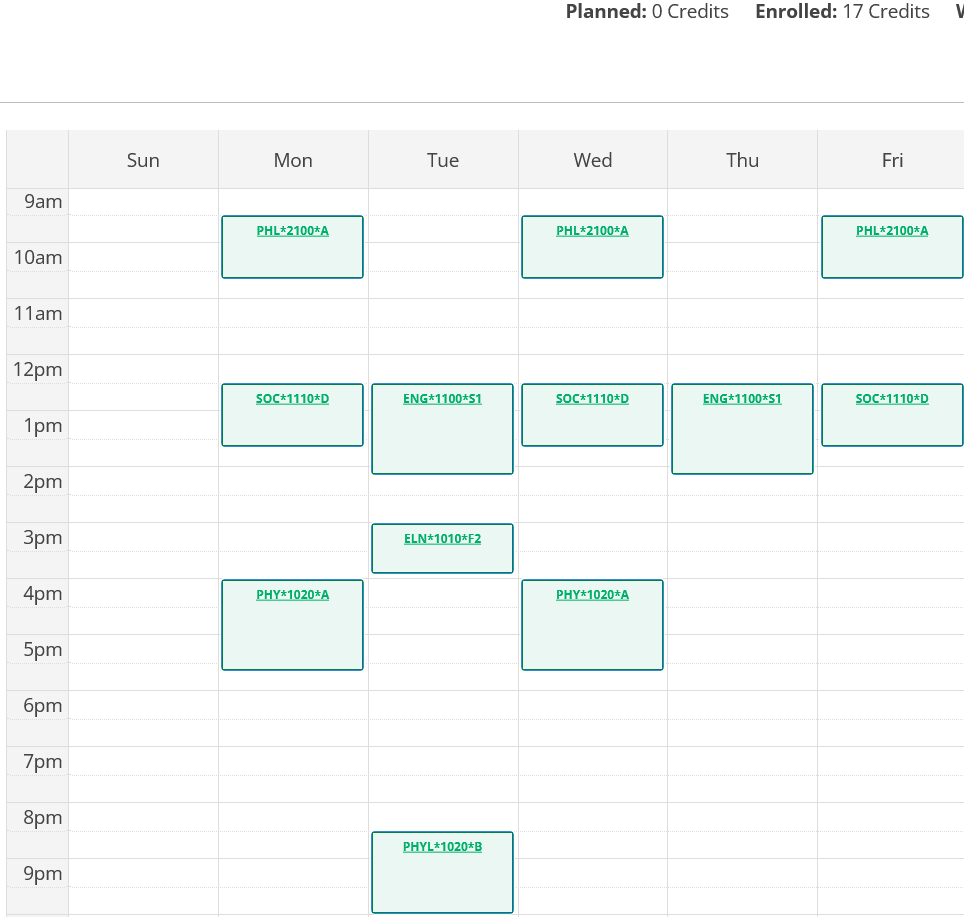 Planned: 0 Credits Enrolled: 17 Credits
Sun Mon Tue Wed Thu Fri
9am
PHL*2100*A PHL*2100*A PHL*2100*A
10am
11am
12pm
SOC*1110*D ENG*1100*S1 SOC*1110*D ENG*1100*S1 SOC*1110*D
1pm
2pm
3pm ELN*1010*F2
4pm PHY*1020*A PHY*1020*A
5pm
6pm
7pm
8pm
PHYL*1020*B
9pm